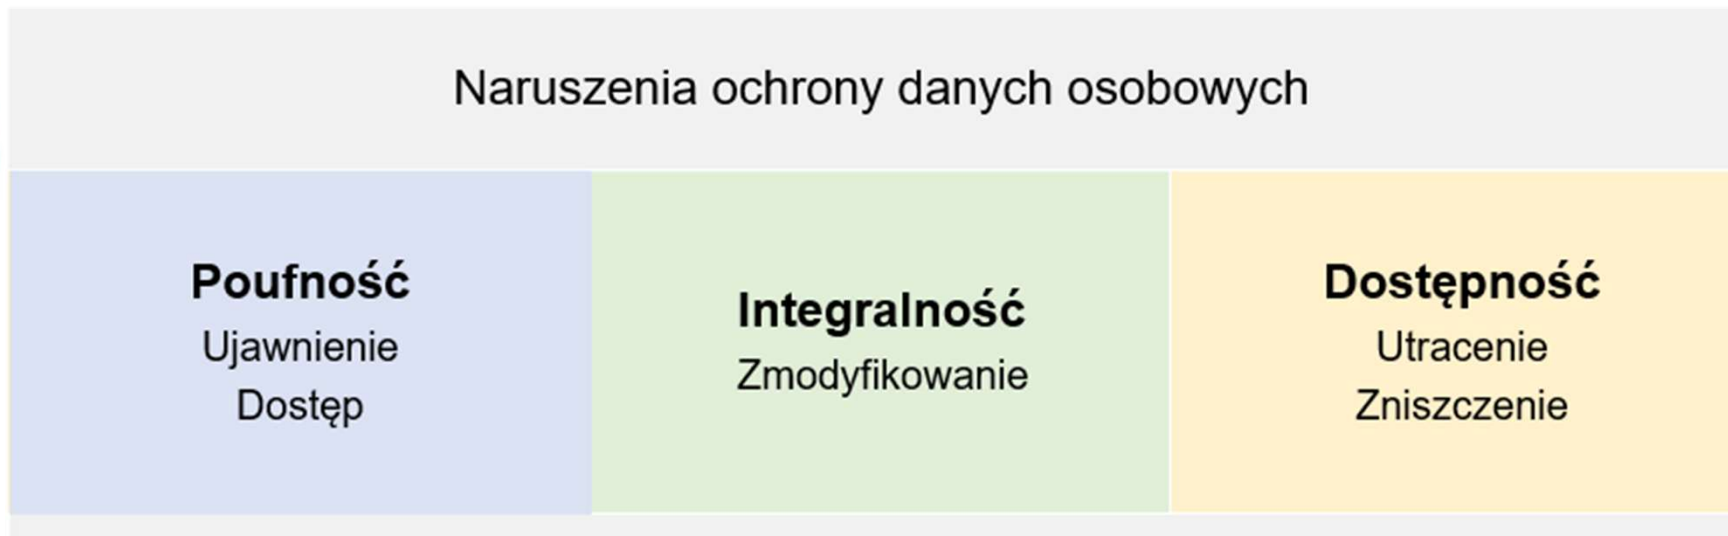 Naruszenia ochrony danych osobowych
Poufność
Ujawnienie
Dostęp
Integralność
Zmodyfikowanie
Dostępność
Utracenie
Zniszczenie